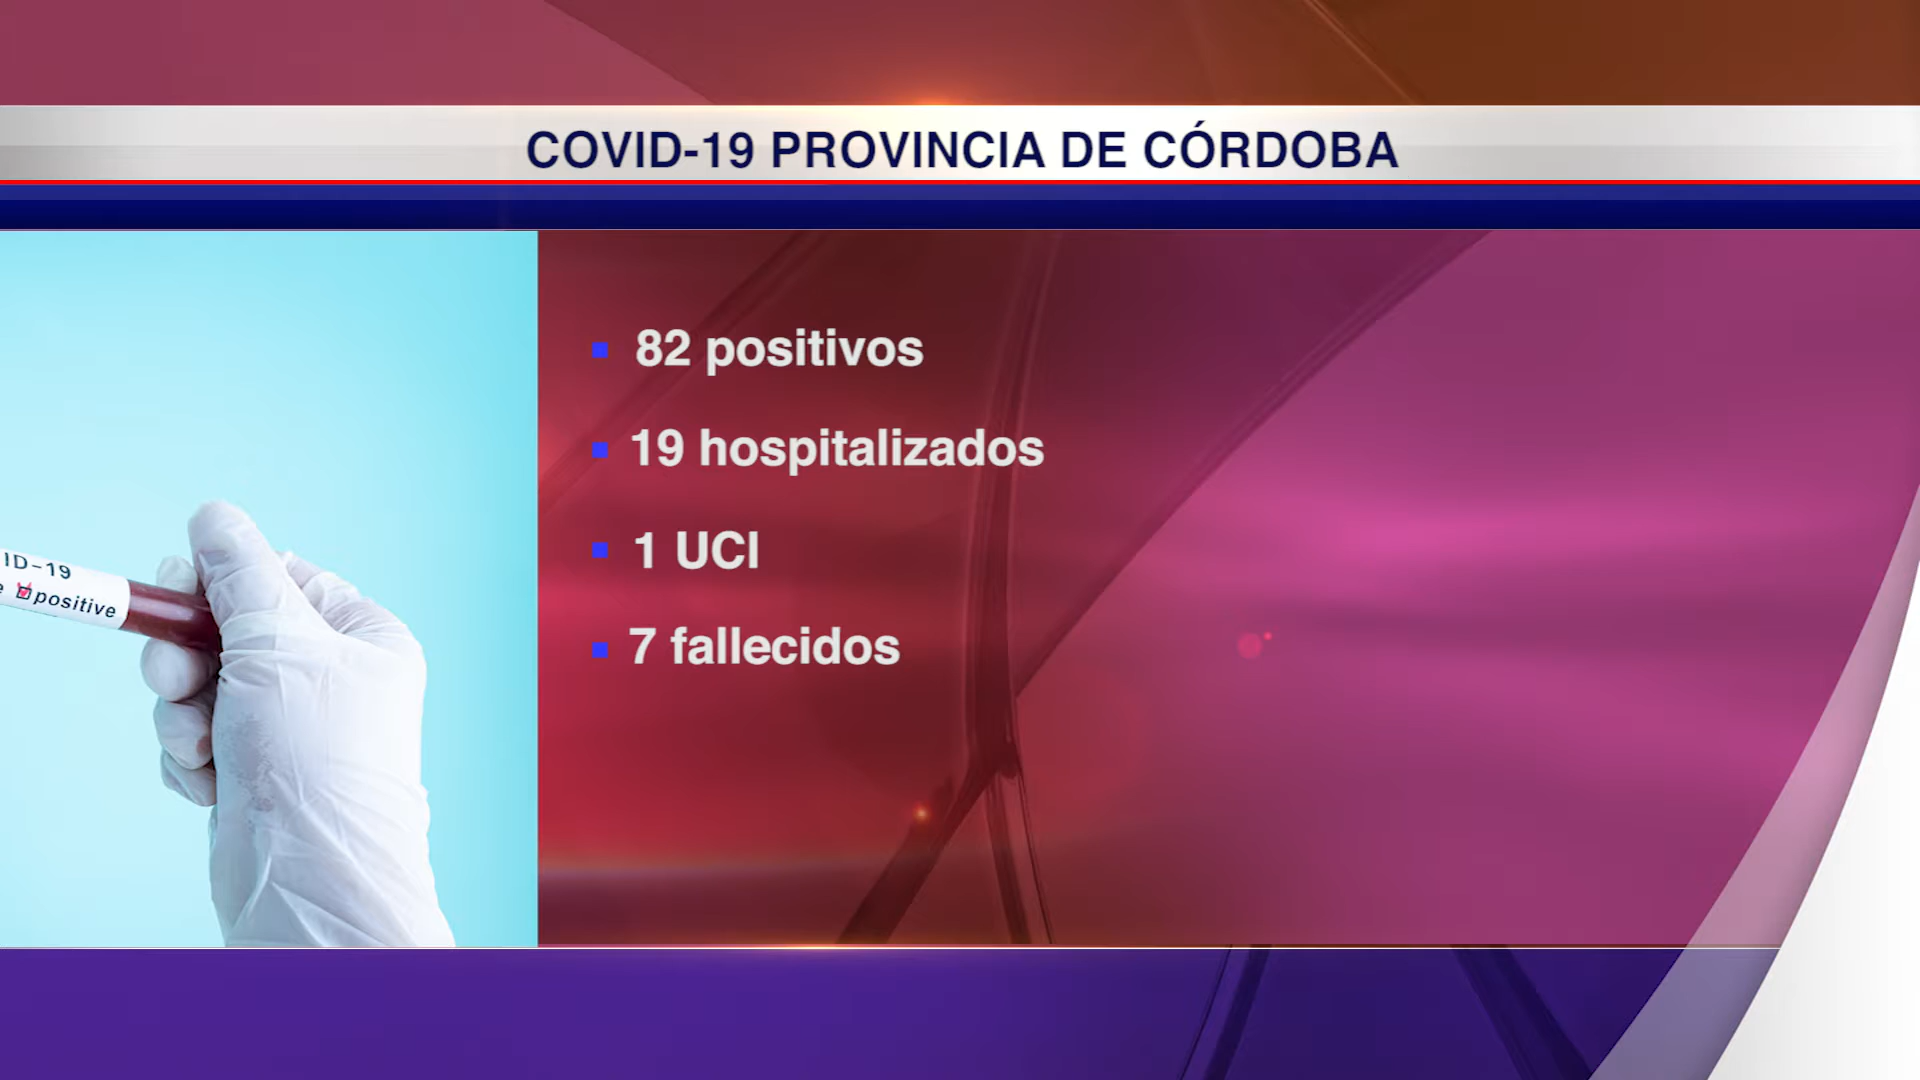 COVID-19 PROVINCIA DE CÓRDOBA
82 positivos
19 hospitalizados
1 UCI
7 fallecidos
ID-19
positive